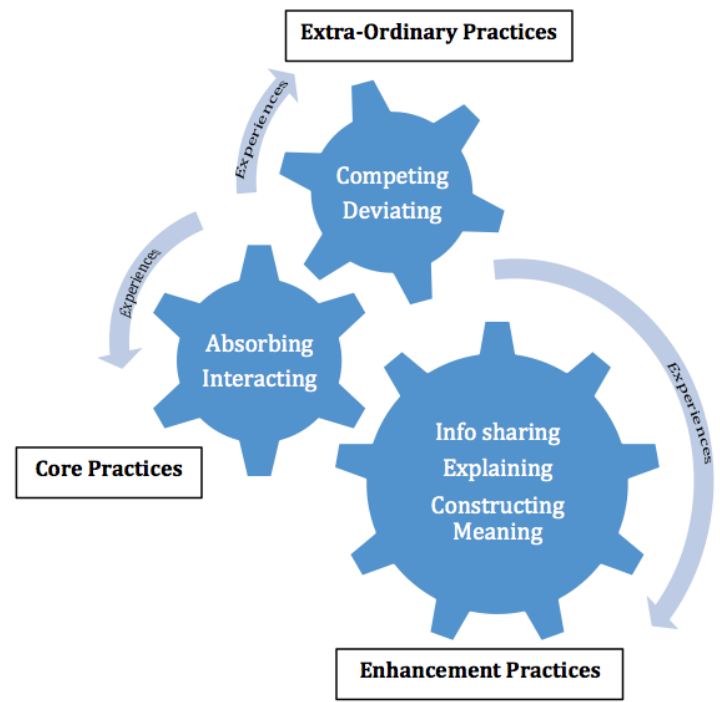 Extra-Ordinary Practices
Experiences
Competing
Deviating
Experiences
Absorbing
Interacting
Core Practices
Experiences
Info sharing
Explaining
Constructing
Meaning
Enhancement Practices